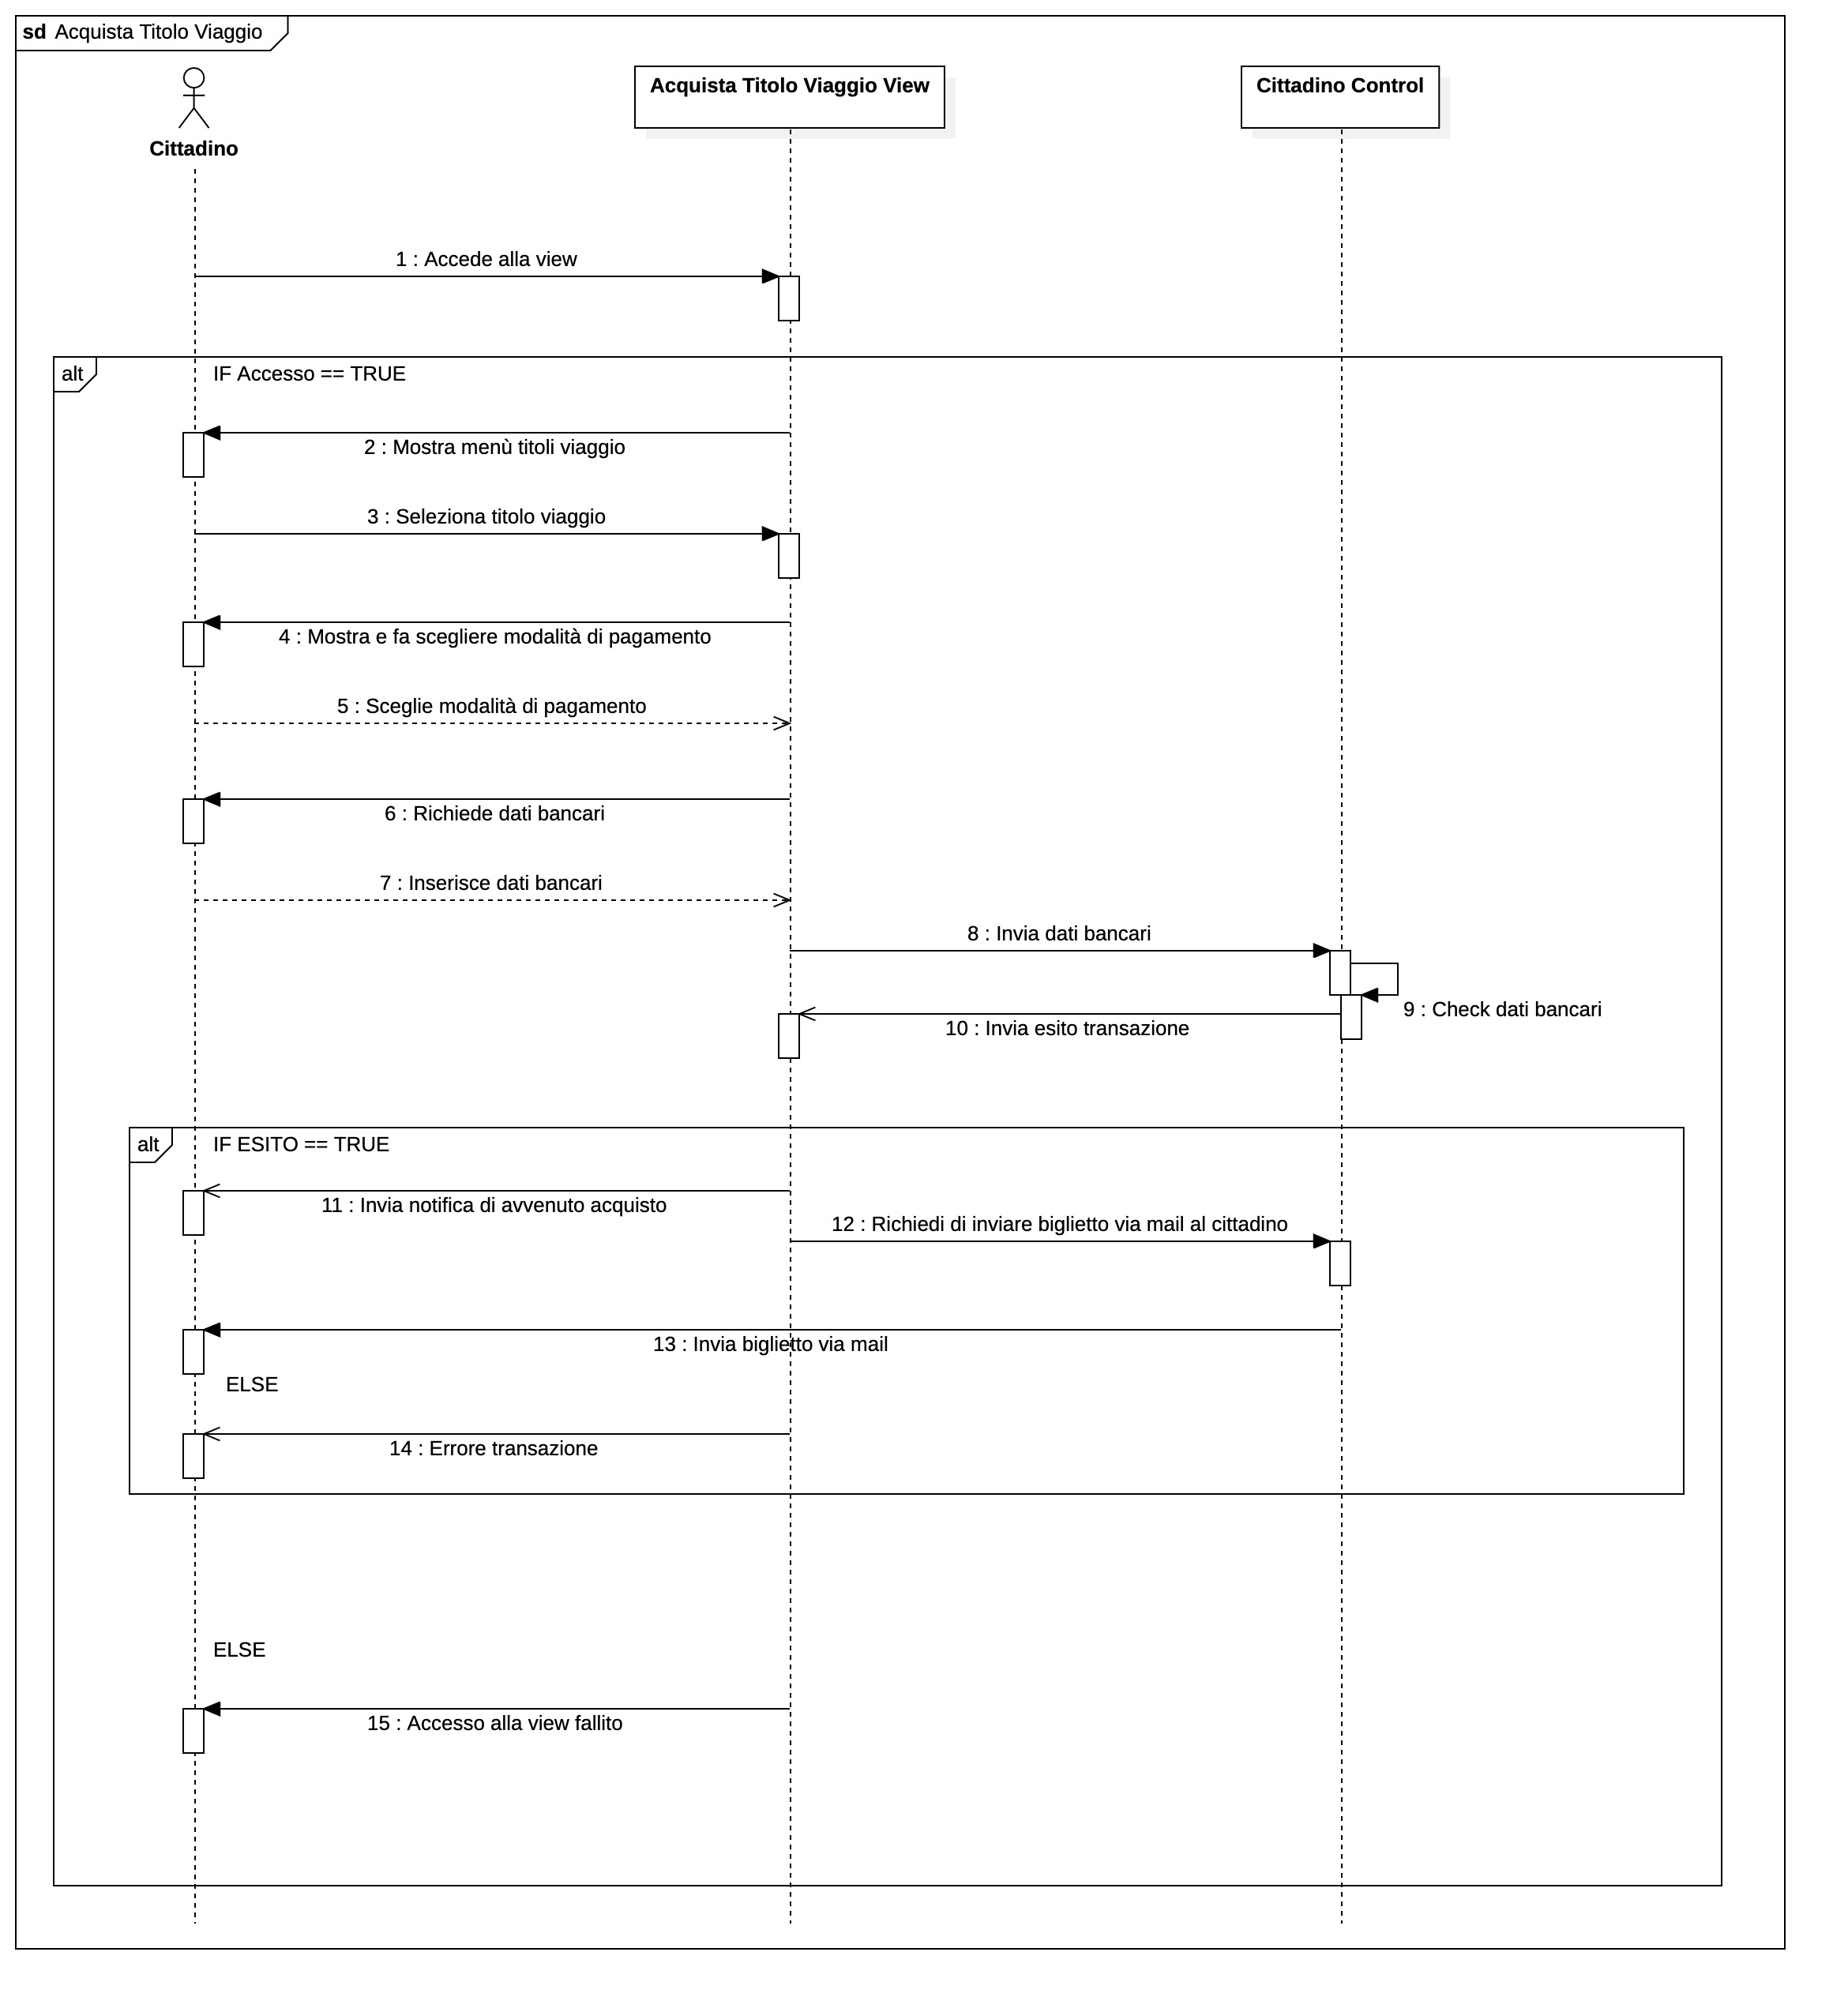 sd Acquista Titolo Viaggio
Cittadino
Acquista Titolo Viaggio View
Cittadino Control
1 : Accede alla view
alt
IF Accesso == TRUE
2 : Mostra menù titoli viaggio
3 : Seleziona titolo viaggio
4 : Mostra e fa scegliere modalità di pagamento
5 : Sceglie modalità di pagamento
6 : Richiede dati bancari
7 : Inserisce dati bancari
8 : Invia dati bancari
9 : Check dati bancari
10 : Invia esito transazione
alt
IF ESITO == TRUE
11 : Invia notifica di avvenuto acquisto
12 : Richiedi di inviare biglietto via mail al cittadino
13 : Invia biglietto via mail
ELSE
14 : Errore transazione
ELSE
15 : Accesso alla view fallito